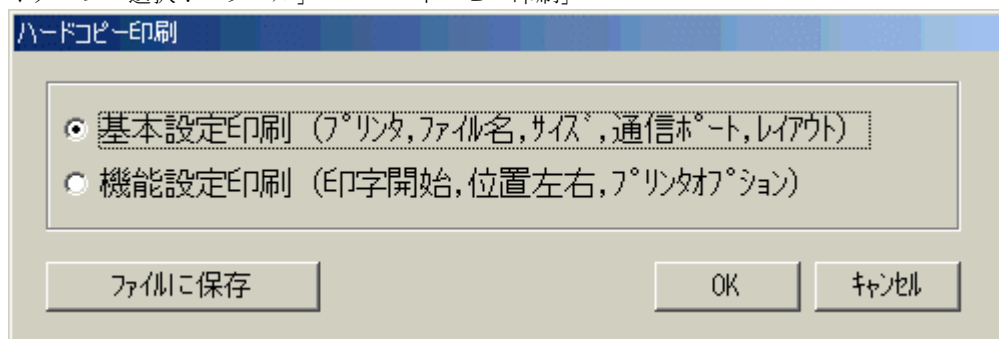 ハードコピー印刷
基本設定印刷 (ﾌﾟﾘﾝﾀ,ﾌｧｲﾙ名,ｻｲｽﾞ,通信ﾎﾟｰﾄ,ﾚｲｱｳﾄ)
機能設定印刷 (印字開始,位置左右,ﾌﾟﾘﾝﾀｵﾌﾟｼｮﾝ)
ﾌｧｲﾙに保存
OK
ｷｬﾝｾﾙ